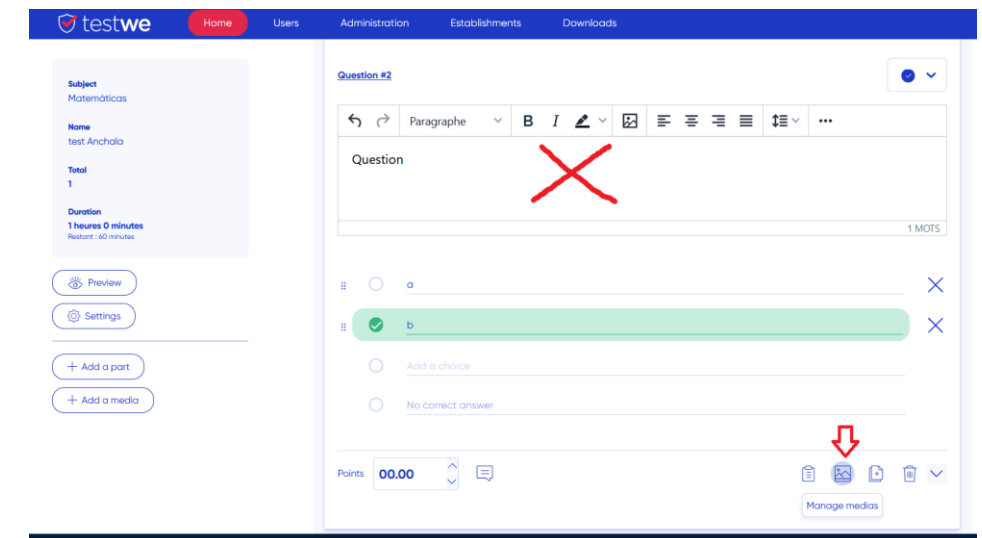 testwe
Home
Users
Administration
Establishments
Downloads
Subject
Matemáticas
Name
test Anchala
Total
1
Duration
1 heures 0 minutes
Restant : 60 minutes
Preview
Settings
+ Add a part
+ Add a media
Question #2
Paragraphe
B
I
Question
1 MOTS
a
b
Add a choice
No correct answer
Points
00.00
Manage medias